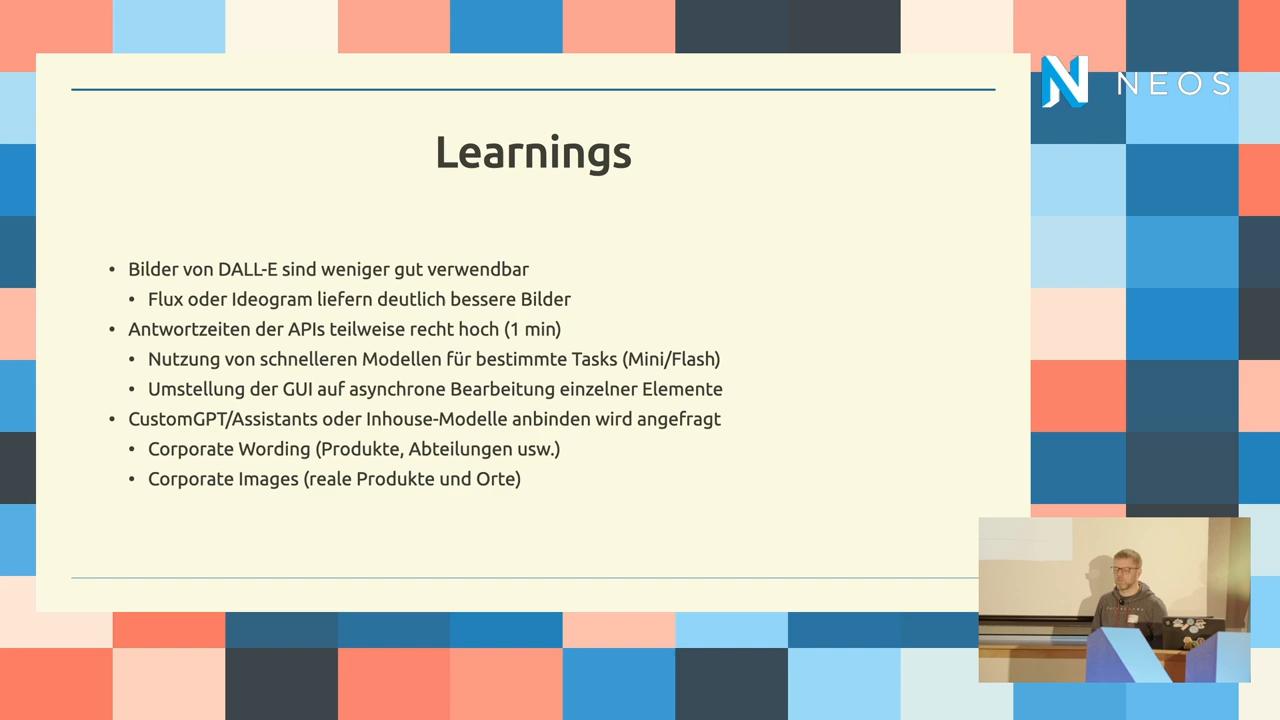 NEOS
Learnings
• Bilder von DALL-E sind weniger gut verwendbar
• Flux oder Ideogram liefern deutlich bessere Bilder
• Antwortzeiten der APIs teilweise recht hoch (1 min)
• Nutzung von schnelleren Modellen für bestimmte Tasks (Mini/Flash)
• Umstellung der GUI auf asynchrone Bearbeitung einzelner Elemente
• CustomGPT/Assistants oder Inhouse-Modelle anbinden wird angefragt
• Corporate Wording (Produkte, Abteilungen usw.)
• Corporate Images (reale Produkte und Orte)